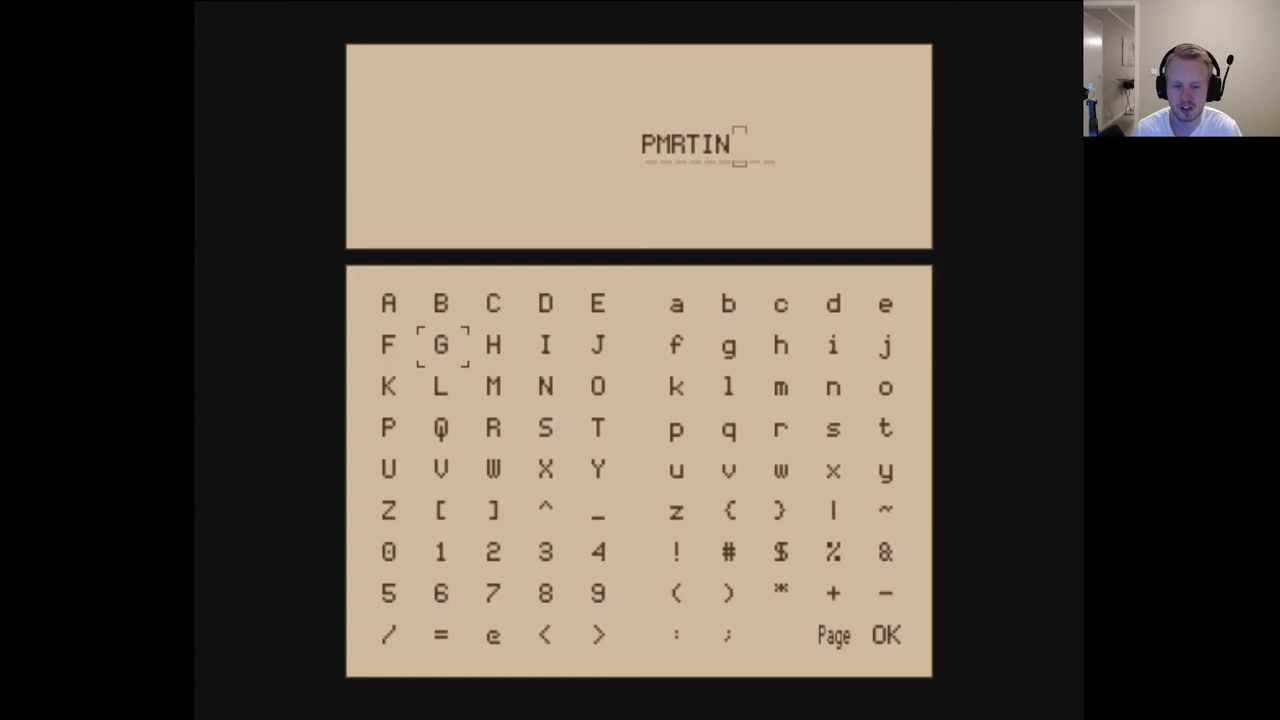 PMRTIN
A B C D E a b c d e
F G H I J f g h i j
K L M N O k l m n o
P Q R S T p q r s t
U V W X Y u v w x y
Z [ ] ^ _ z { } | ~
0 1 2 3 4 ! # $ % &
5 6 7 8 9 ( ) * + -
/ = @ < > : ; Page OK